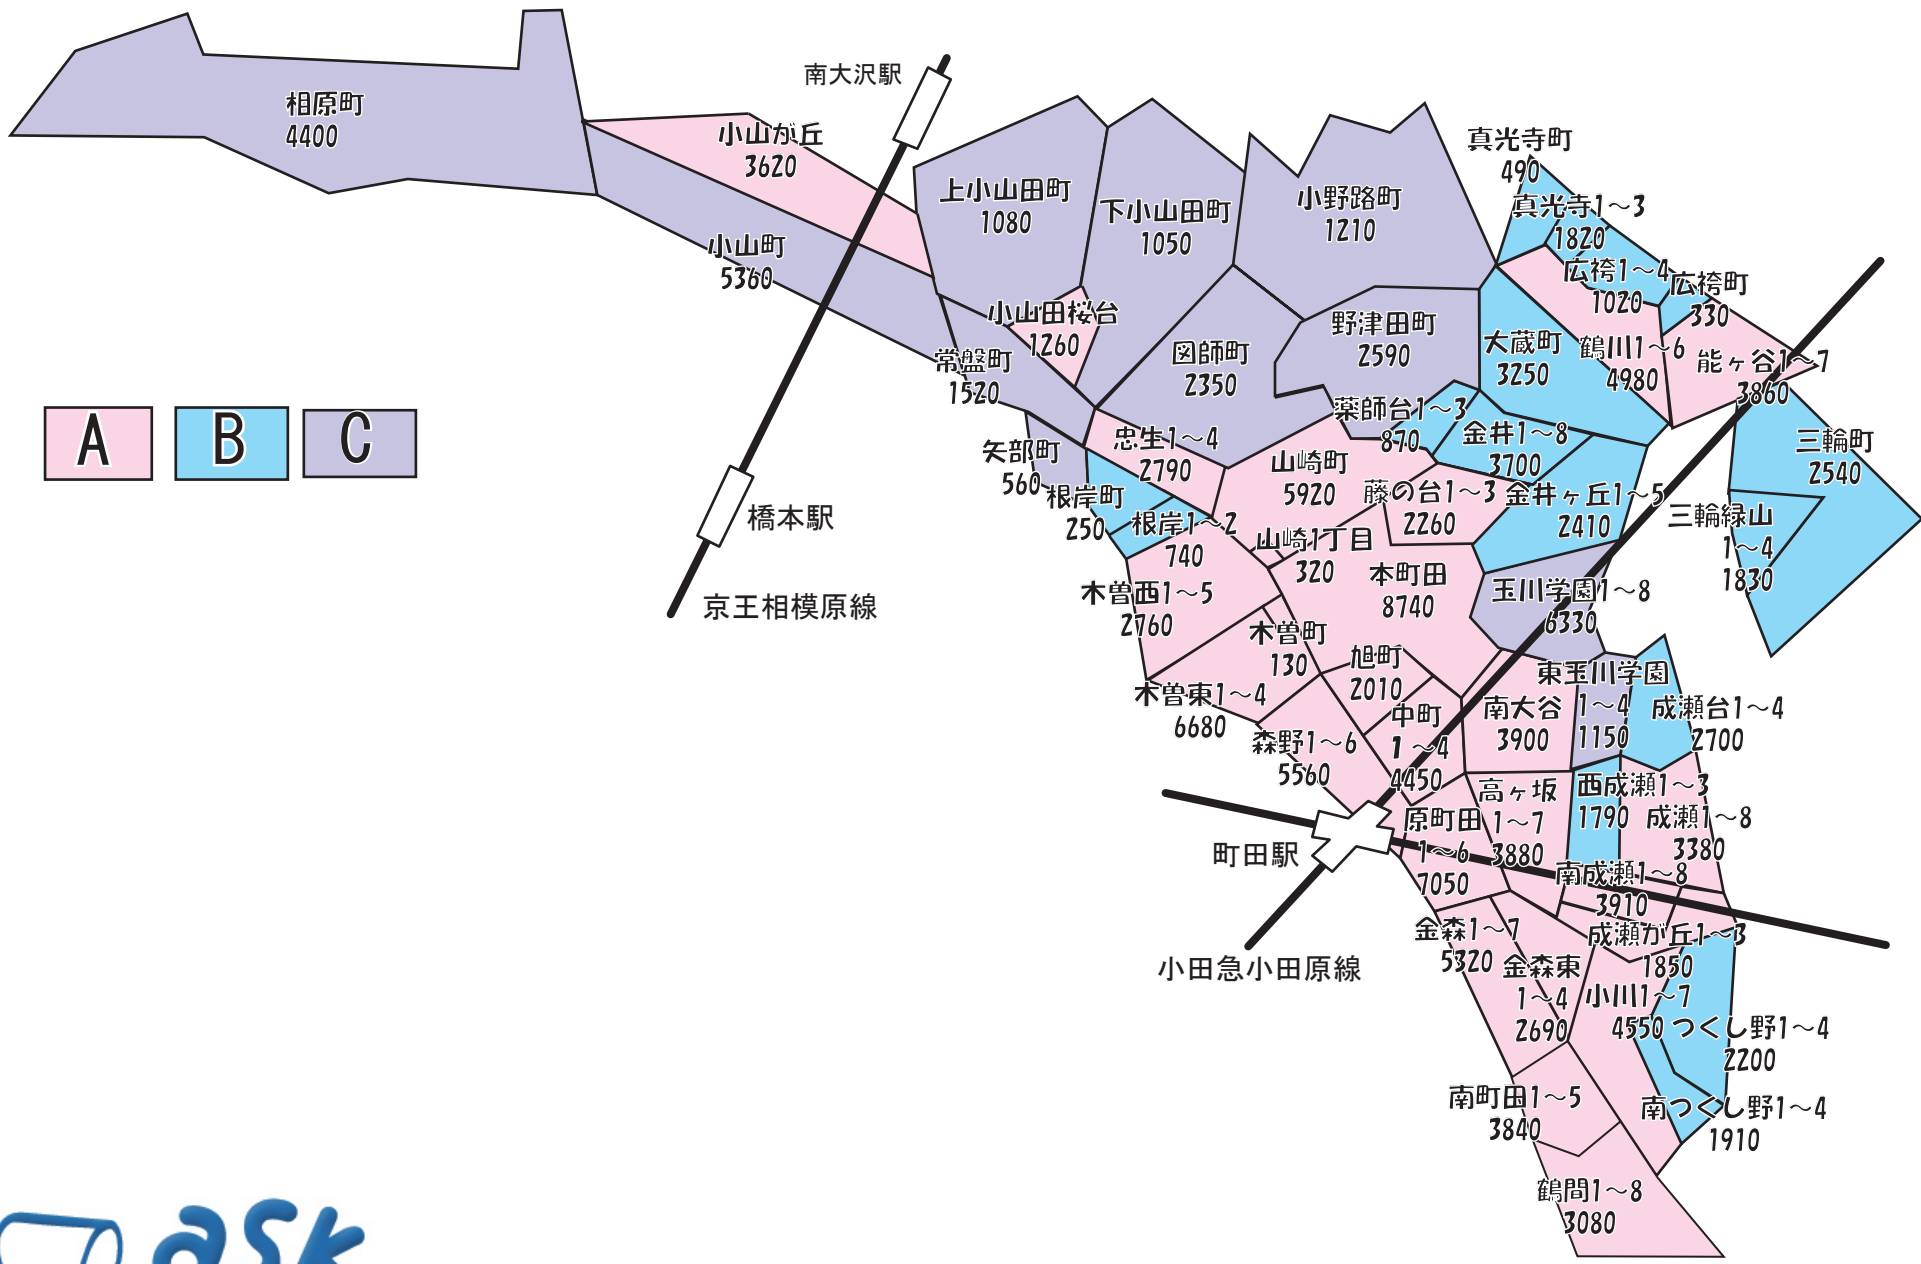 南大沢駅
相原町
4400
小山が丘
3620
真光寺町
490
上小山田町
1080
下小山田町
1050
小野路町
1210
真光寺1～3
1820
小山町
5360
広袴1～4
1020
広袴町
330
小山田桜台
1260
野津田町
2590
大蔵町
3250
鶴川1～6
4980
能ヶ谷1～7
3860
常盤町
1520
図師町
2350
薬師台1～3
870
A
B
C
忠生1～4
2790
金井1～8
3700
三輪町
2540
矢部町
560
山崎町
5920
根岸町
250
藤の台1～3
2260
金井ヶ丘1～5
2410
橋本駅
根岸1～2
740
山崎1丁目
320
三輪緑山
1～4
1830
京王相模原線
木曽西1～5
2760
本町田
8740
玉川学園1～8
6330
木曽町
130
旭町
2010
東玉川学園
1～4
1150
木曽東1～4
6680
中町
1～4
4450
南大谷
3900
成瀬台1～4
2700
森野1～6
5560
高ヶ坂
1～7
3880
西成瀬1～3
1790
町田駅
原町田
1～6
7050
成瀬1～8
3380
南成瀬1～8
3910
金森1～7
5320
成瀬が丘1～3
1850
小田急小田原線
金森東
1～4
2690
小川1～7
4550
つくし野1～4
2200
南町田1～5
3840
南つくし野1～4
1910
鶴間1～8
3080
ask